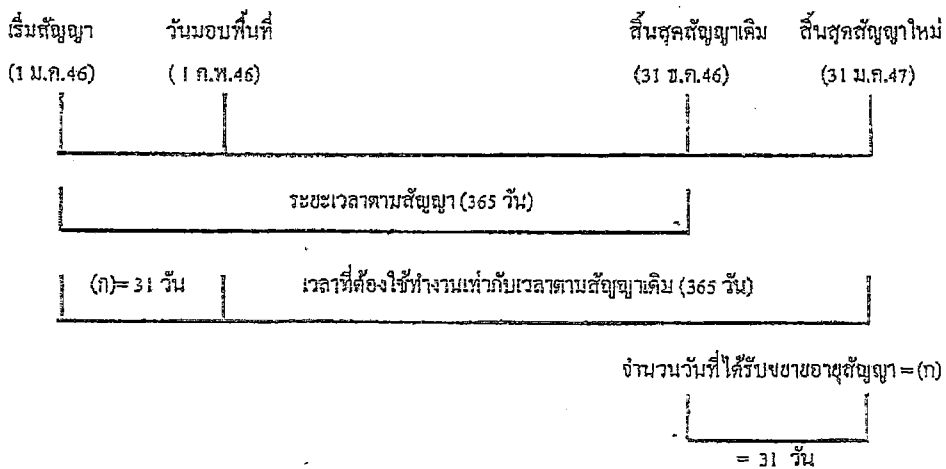 เริ่มสัญญา วันมอบพื้นที่ สิ้นสุดสัญญาเดิม สิ้นสุดสัญญาใหม่
(1 ม.ค.46) (1 ก.พ.46) (31 ธ.ค.46) (31 ม.ค.47)
ระยะเวลาตามสัญญา (365 วัน)
(ก)= 31 วัน เวลาที่ต้องใช้ทำงานเท่ากับเวลาตามสัญญาเดิม (365 วัน)
จำนวนวันที่ได้รับขยายอายุสัญญา = (ก)
= 31 วัน